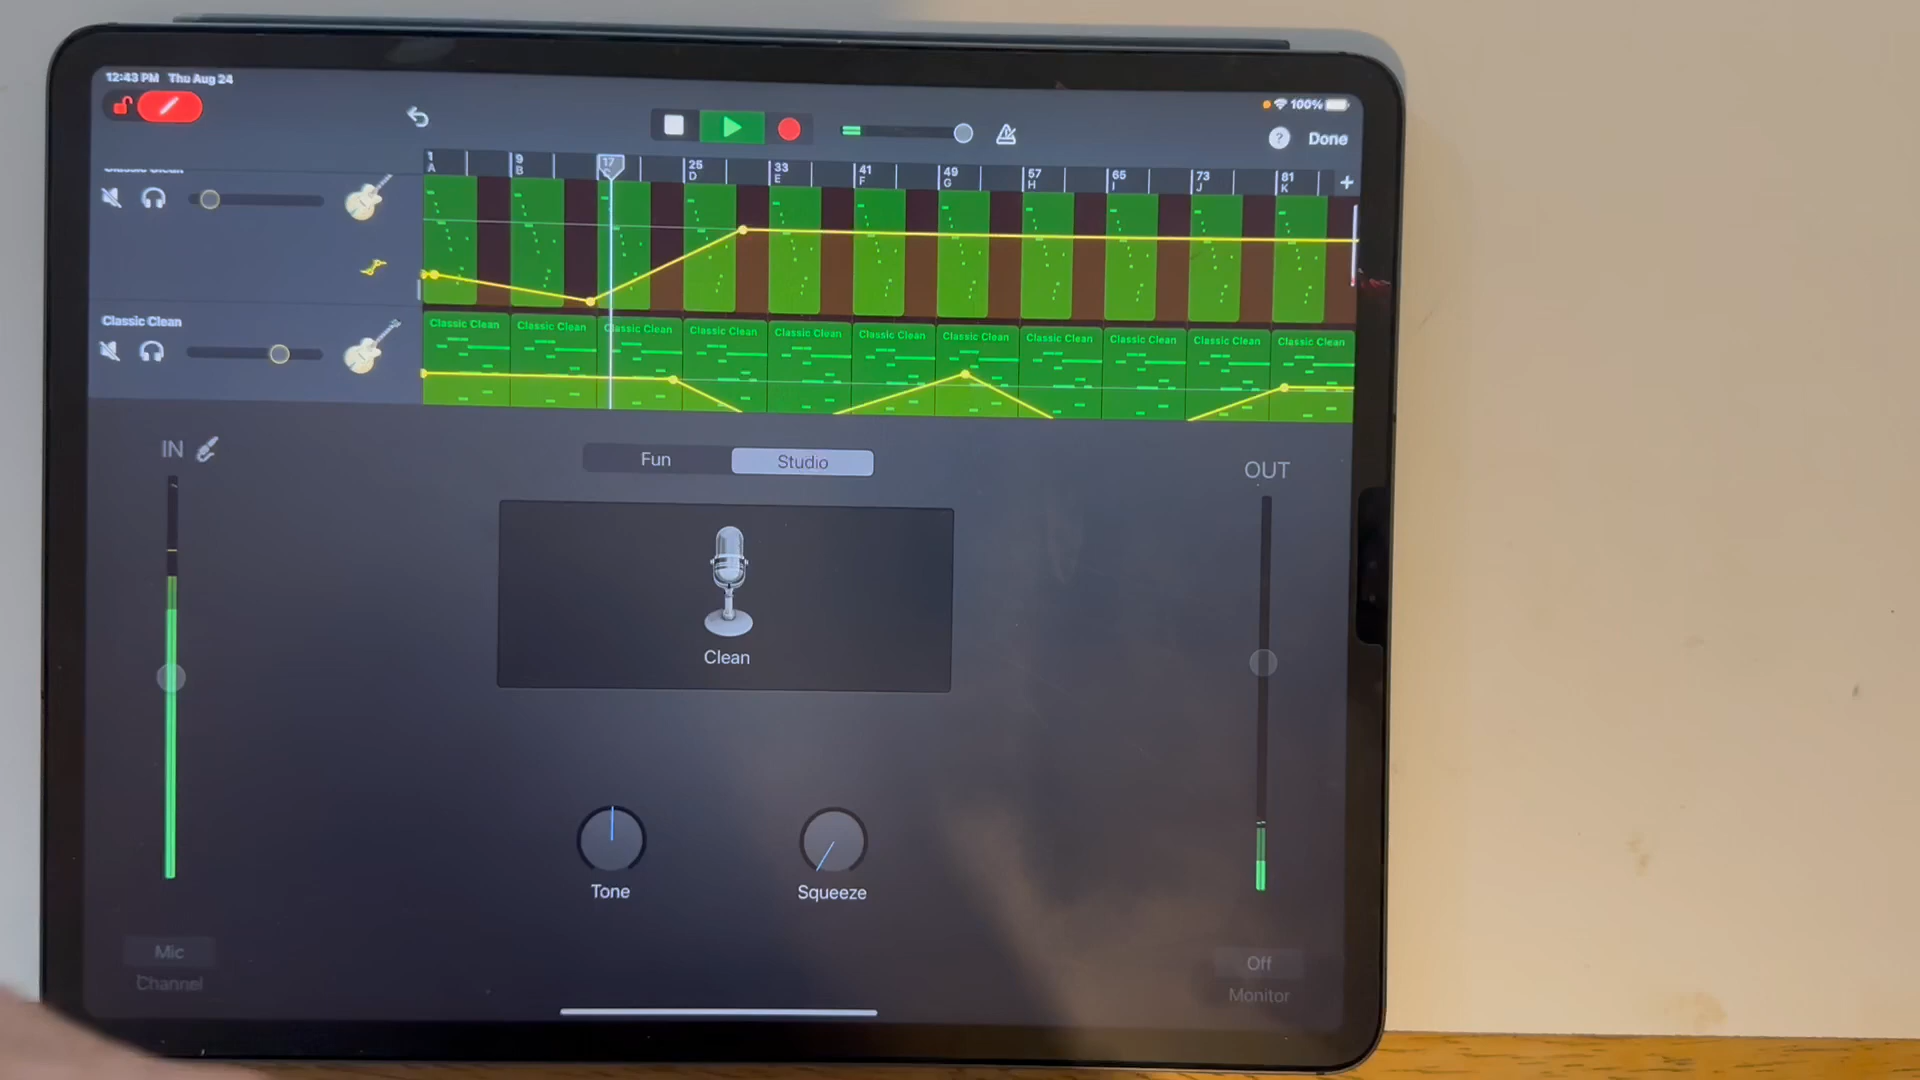 12:43 PM Thu Aug 24
100%
? Done
1 9 17 25 33 41 49 57 65 73 81 +
A B C D E F G H I J K
Classic Clean
Classic Clean
Classic Clean Classic Clean Classic Clean Classic Clean Classic Clean Classic Clean Classic Clean Classic Clean Classic Clean Classic Clean Classic Clean
IN
Fun
Studio
OUT
Clean
Tone
Squeeze
Mic
Channel
Off
Monitor